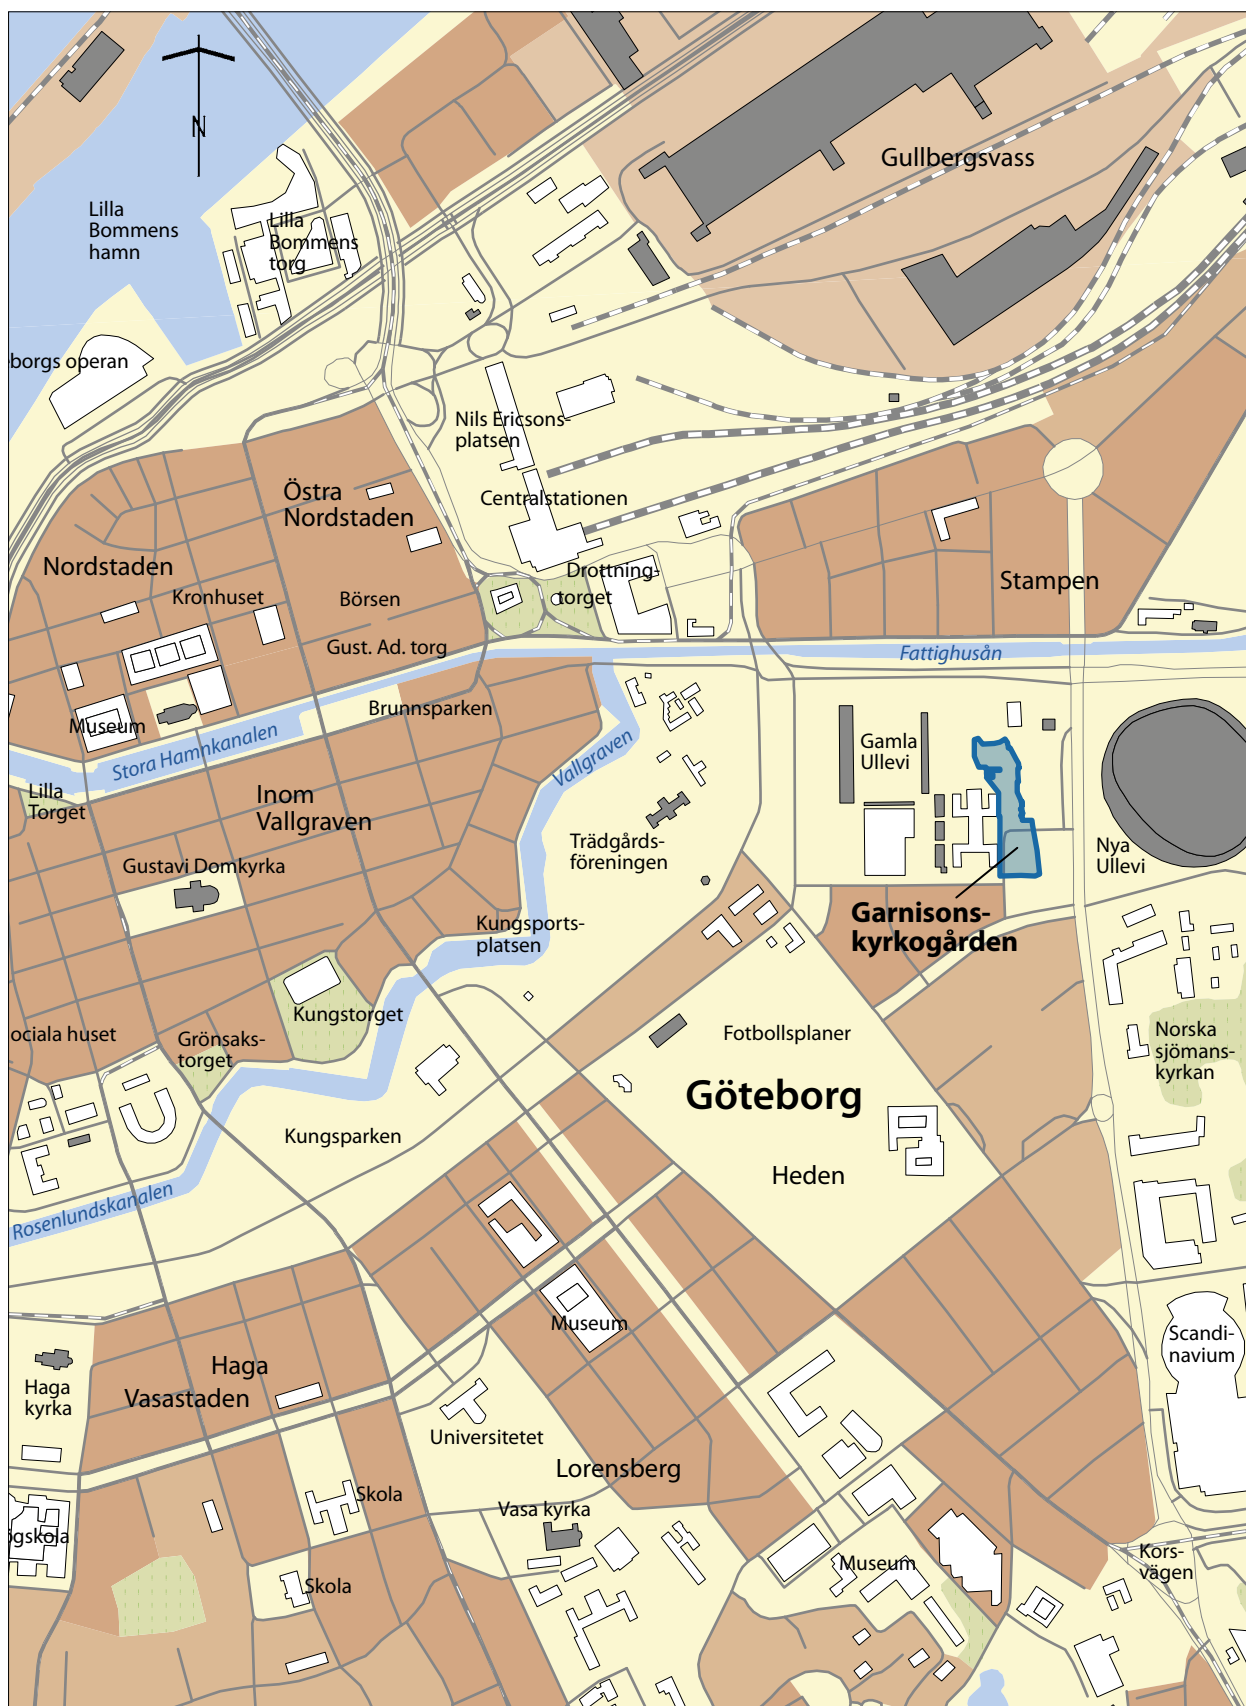 N
Gullbergsvass
Lilla
Bommens
hamn
Lilla
Bommens
torg
borgs operan
Nils Ericsons-
platsen
Östra
Nordstaden
Centralstationen
Nordstaden
Drottning-
torget
Stampen
Kronhuset
Börsen
Gust. Ad. torg
Fattighusån
Brunnsparken
Museum
Stora Hamnkanalen
Vallgraven
Gamla
Ullevi
Lilla
Torget
Inom
Vallgraven
Trädgårds-
föreningen
Nya
Ullevi
Gustavi Domkyrka
Garnisons-
kyrkogården
Kungsports-
platsen
Kungstorget
Fotbollsplaner
ociala huset
Grönsaks-
torget
Norska
sjömans-
kyrkan
Göteborg
Kungsparken
Heden
Rosenlundskanalen
Museum
Scandi-
navium
Haga
Vasastaden
Haga
kyrka
Universitetet
Lorensberg
Skola
Vasa kyrka
ögskola
Museum
Kors-
vägen
Skola